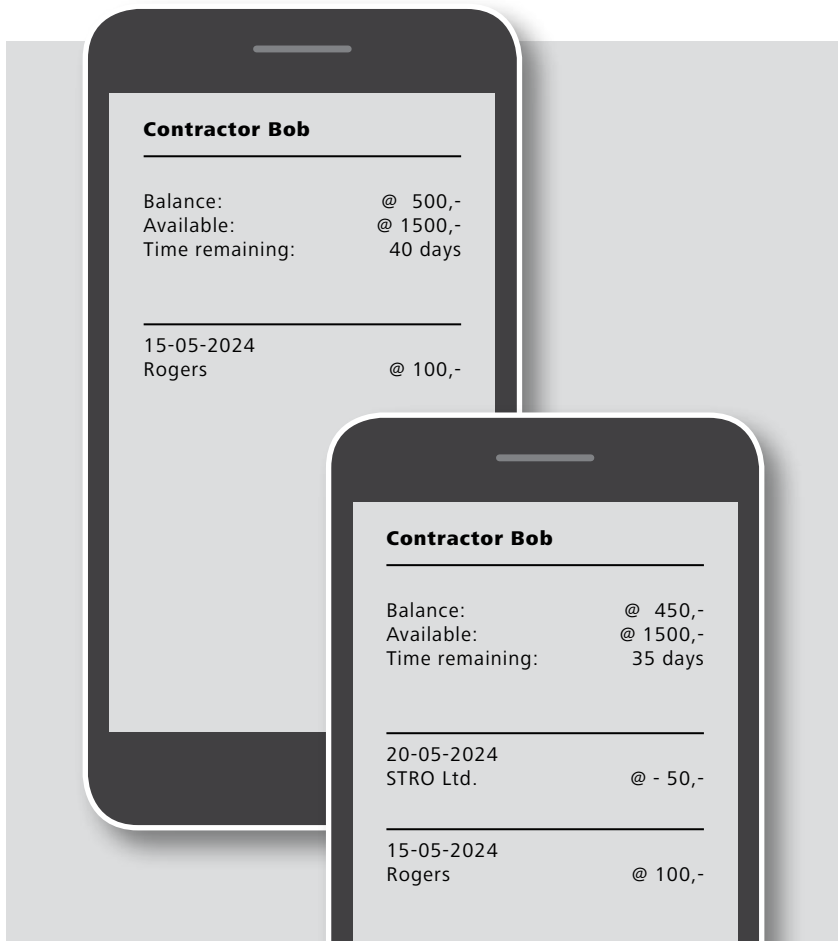 Contractor Bob
Balance: @ 500,-
Available: @ 1500,-
Time remaining: 40 days
15-05-2024
Rogers @ 100,-
Contractor Bob
Balance: @ 450,-
Available: @ 1500,-
Time remaining: 35 days
20-05-2024
STRO Ltd. @ - 50,-
15-05-2024
Rogers @ 100,-